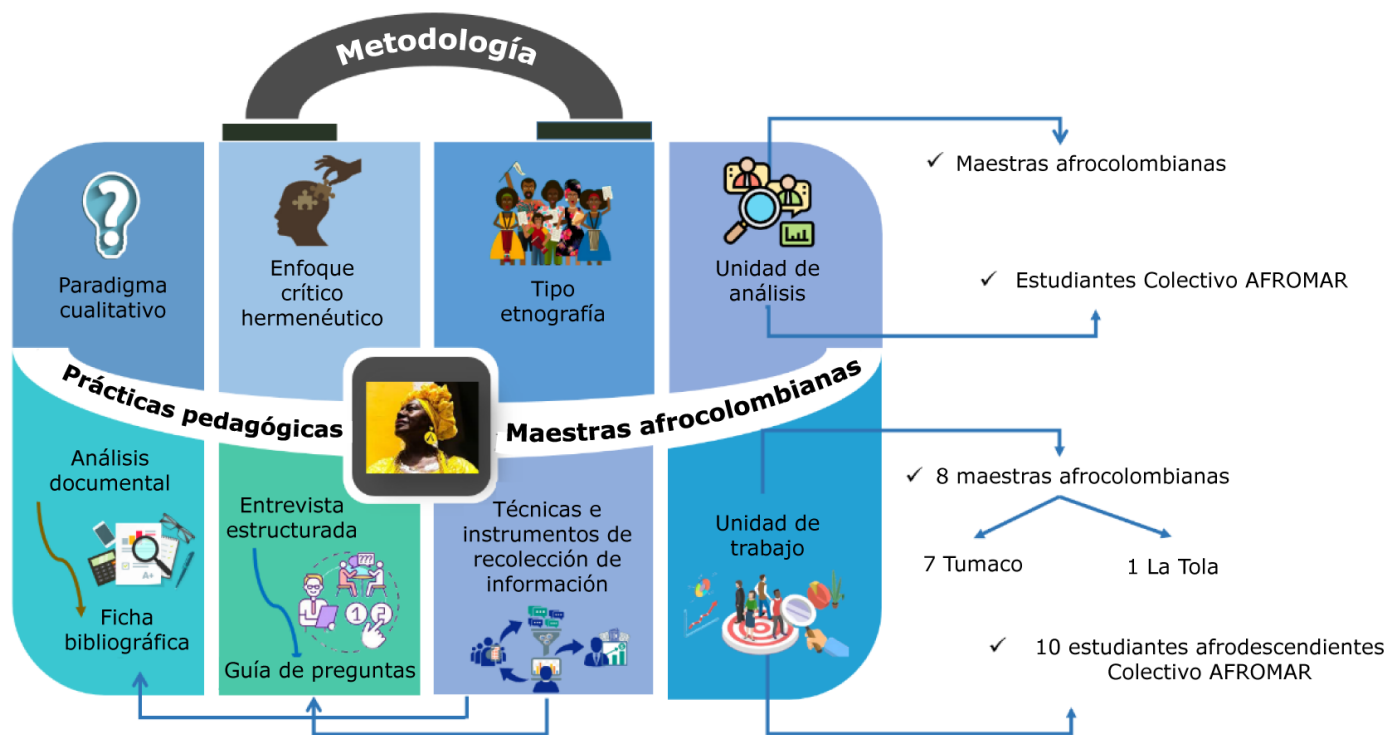 Metodología
Paradigma
cualitativo
Enfoque
crítico
hermenéutico
Tipo
etnografía
Unidad de
análisis
✓ Maestras afrocolombianas
✓ Estudiantes Colectivo AFROMAR
Prácticas pedagógicas
Maestras afrocolombianas
Análisis
documental
Ficha
bibliográfica
Entrevista
estructurada
???
1 2
Guía de preguntas
A+
Técnicas e
instrumentos de
recolección de
información
Unidad de
trabajo
✓ 8 maestras afrocolombianas
7 Tumaco
1 La Tola
✓ 10 estudiantes afrodescendientes
Colectivo AFROMAR